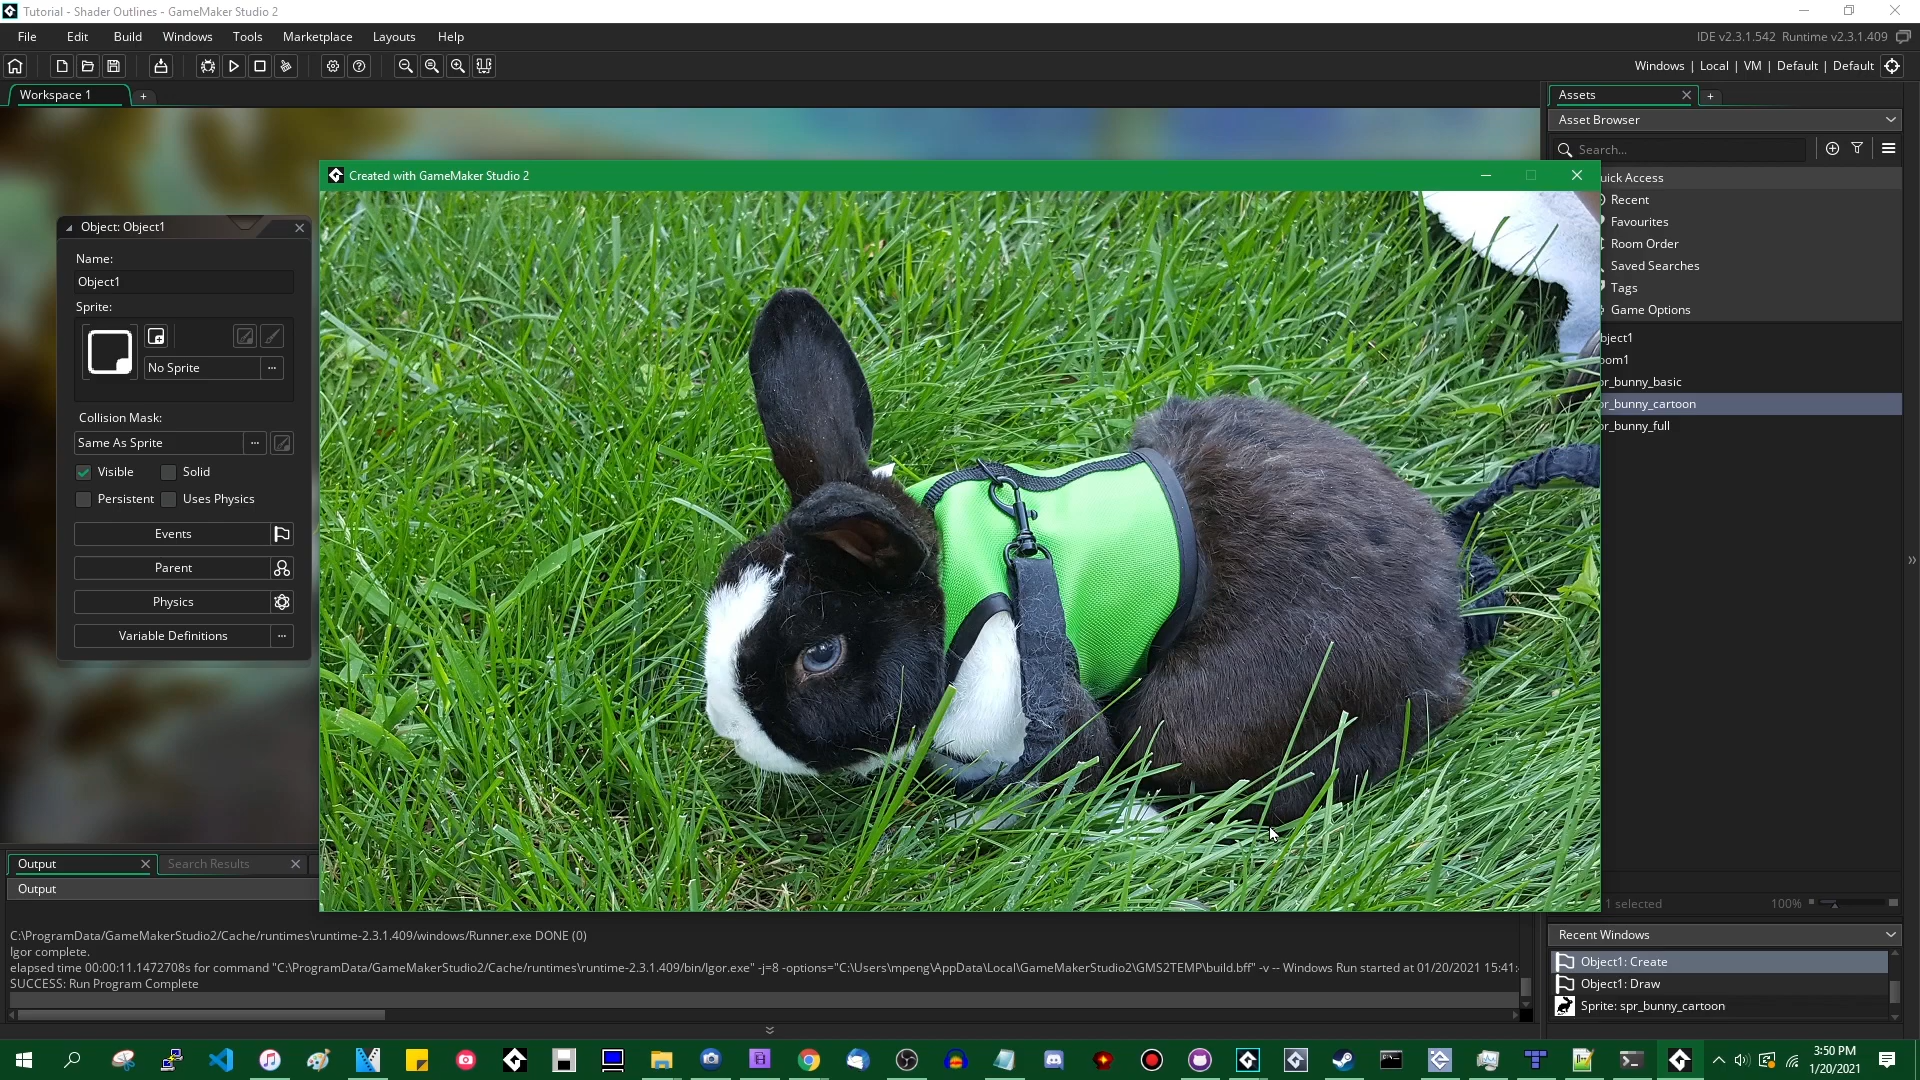 Tutorial - Shader Outlines - GameMaker Studio 2
File Edit Build Windows Tools Marketplace Layouts Help
IDE v2.3.1.542 Runtime v2.3.1.409
Windows | Local | VM | Default | Default
Workspace 1
Assets
Asset Browser
Search...
Created with GameMaker Studio 2
uick Access
Recent
Favourites
Room Order
Saved Searches
Tags
Game Options
bject1
oom1
pr_bunny_basic
pr_bunny_cartoon
pr_bunny_full
Object: Object1
Name:
Object1
Sprite:
No Sprite
Collision Mask:
Same As Sprite
Visible Solid
Persistent Uses Physics
Events
Parent
Physics
Variable Definitions
Output Search Results
Output
C:\ProgramData/GameMakerStudio2/Cache/runtimes\runtime-2.3.1.409/windows/Runner.exe DONE (0)
Igor complete.
elapsed time 00:00:11.1472708s for command "C:\ProgramData/GameMakerStudio2/Cache/runtimes\runtime-2.3.1.409/bin/Igor.exe" -j=8 -options="C:\Users\mpeng\AppData\Local\GameMakerStudio2\GMS2TEMP\build.bff" -v -- Windows Run started at 01/20/2021 15:41:
SUCCESS: Run Program Complete
1 selected 100%
Recent Windows
Object1: Create
Object1: Draw
Sprite: spr_bunny_cartoon
3:50 PM
1/20/2021